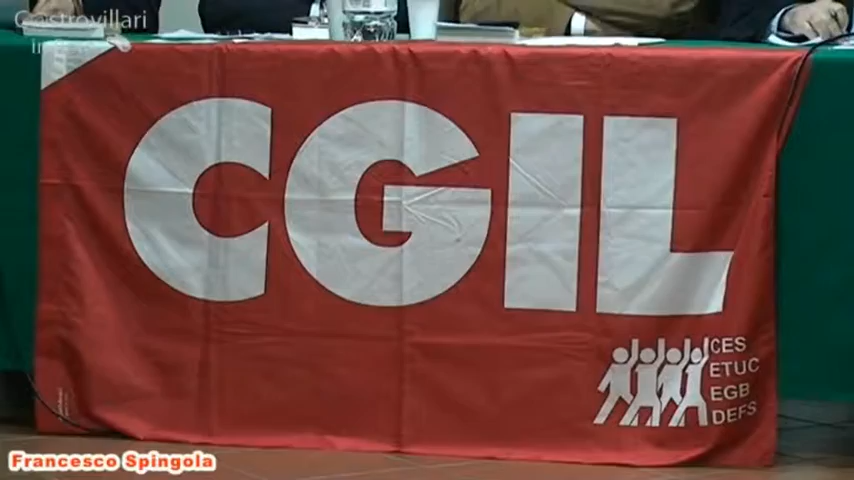 Castrovillari
CGIL
CES
ETUC
EGB
DEFS
Francesco Spingola